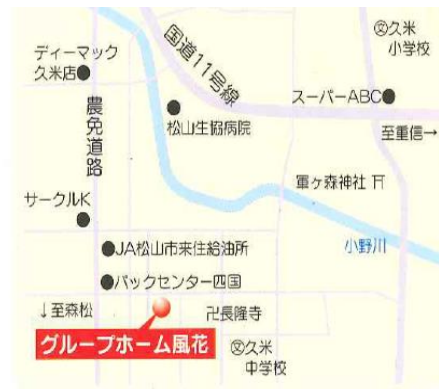 ㊛久米
小学校
ディーマック
久米店
国道11号線
スーパーABC
農免道路
松山生協病院
至重信→
軍ヶ森神社
サークルK
小野川
JA松山市来住給油所
パックセンター四国
↓至森松
卍長隆寺
グループホーム風花
文久米
中学校